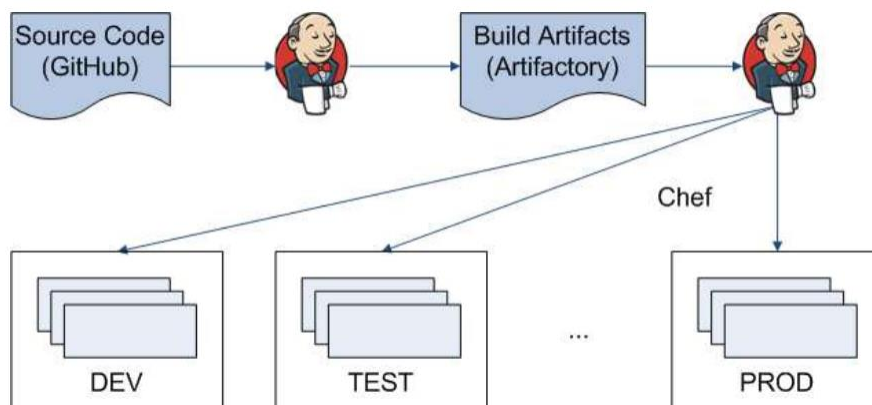 Source Code
(GitHub)
Build Artifacts
(Artifactory)
Chef
DEV
TEST
...
PROD